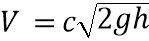 V = c√2gh